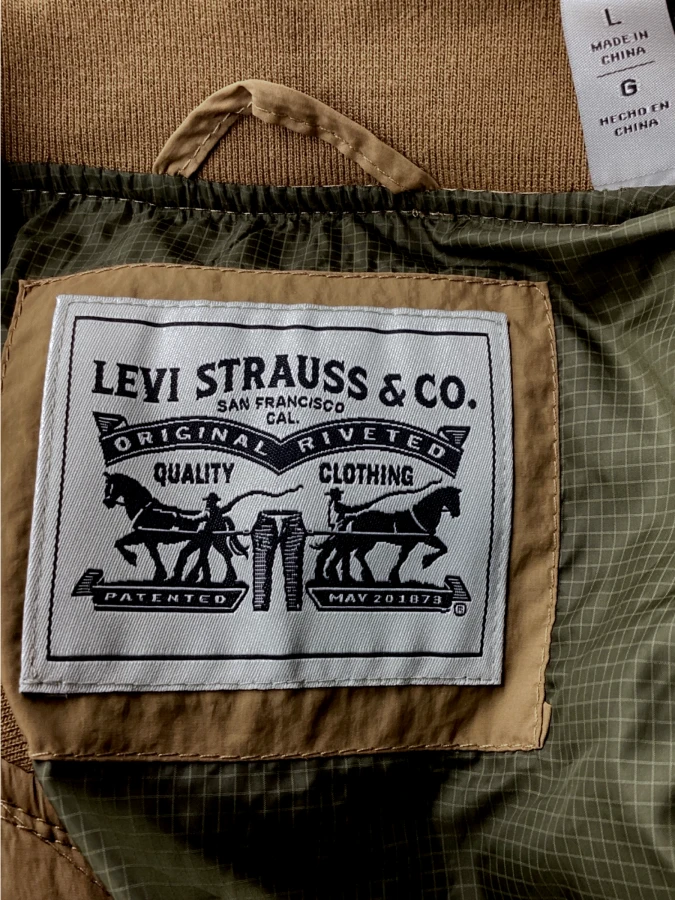 L
MADE IN
CHINA
G
HECHO EN
CHINA
LEVI STRAUSS & CO.
SAN FRANCISCO
CAL.
ORIGINAL RIVETED
QUALITY CLOTHING
PATENTED MAY 20 1873
®